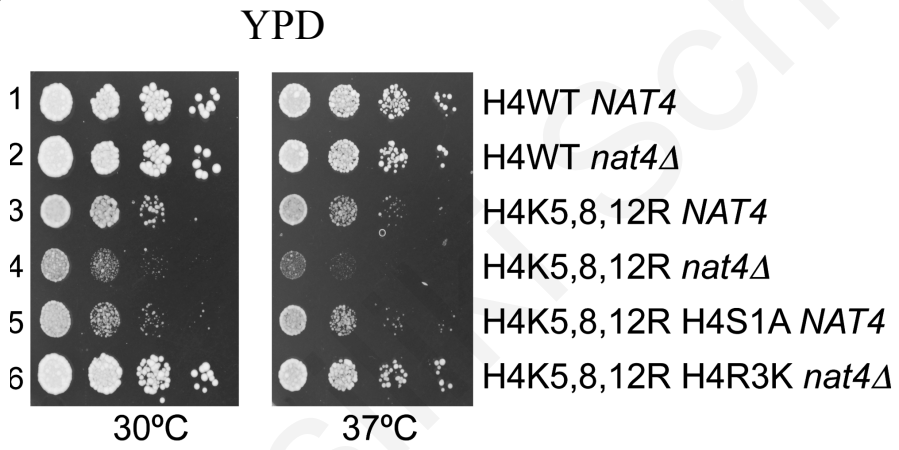 YPD
1 H4WT NAT4
2 H4WT nat4Δ
3 H4K5,8,12R NAT4
4 H4K5,8,12R nat4Δ
5 H4K5,8,12R H4S1A NAT4
6 H4K5,8,12R H4R3K nat4Δ
30ºC 37ºC